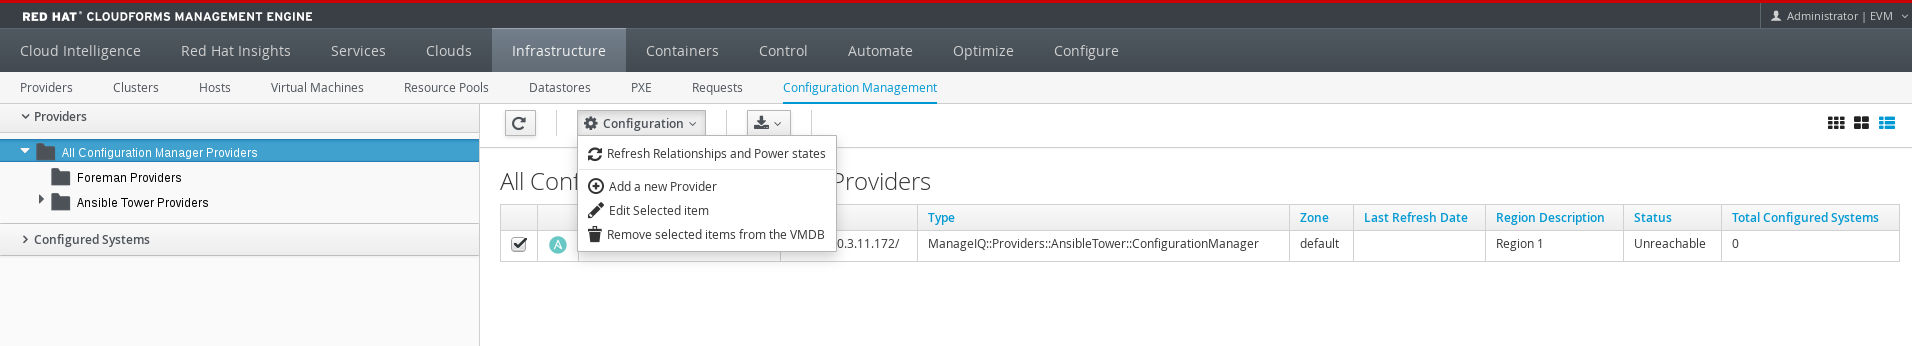 RED HAT® CLOUDFORMS MANAGEMENT ENGINE
Administrator | EVM
Cloud Intelligence Red Hat Insights Services Clouds Infrastructure Containers Control Automate Optimize Configure
Providers Clusters Hosts Virtual Machines Resource Pools Datastores PXE Requests Configuration Management
Providers
All Configuration Manager Providers
Foreman Providers
Ansible Tower Providers
Configured Systems
Configuration
Refresh Relationships and Power states
Add a new Provider
Edit Selected item
Remove selected items from the VMDB
All Conf Providers
Type Zone Last Refresh Date Region Description Status Total Configured Systems
A 0.3.11.172/ ManageIQ::Providers::AnsibleTower::ConfigurationManager default Region 1 Unreachable 0